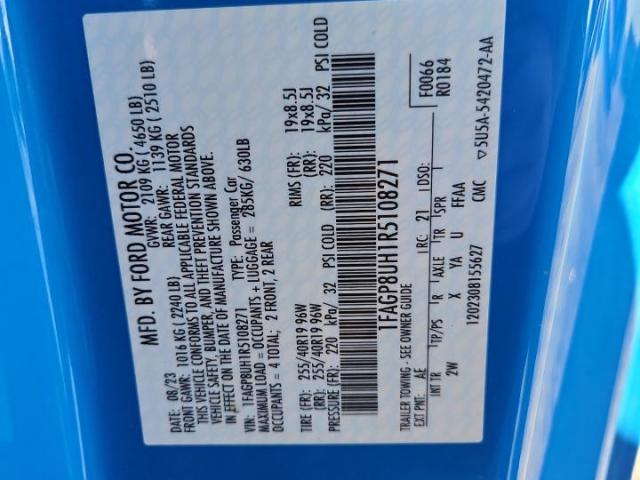 MFD. BY FORD MOTOR CO.
DATE: 08/23 GVWR: 2109 KG ( 4650 LB)
FRONT GAWR: 1016 KG ( 2240 LB) REAR GAWR: 1139 KG ( 2510 LB)
THIS VEHICLE CONFORMS TO ALL APPLICABLE FEDERAL MOTOR
VEHICLE SAFETY, BUMPER, AND THEFT PREVENTION STANDARDS
IN EFFECT ON THE DATE OF MANUFACTURE SHOWN ABOVE.
VIN: 1FAGP8UH1R5108271 TYPE: Passenger Car
MAXIMUM LOAD = OCCUPANTS + LUGGAGE = 285KG/ 630LB
OCCUPANTS = 4 TOTAL; 2 FRONT, 2 REAR
TIRE (FR): 255/40R19 96W RIMS (FR): 19x8.5J
(RR): 255/40R19 96W (RR): 19x8.5J
PRESSURE (FR): 220 kPa/ 32 PSI COLD (RR): 220 kPa/ 32 PSI COLD
1FAGP8UH1R5108271
TRAILER TOWING - SEE OWNER GUIDE
F0066
R0184
EXT PNT: AE RC: 21 DSO:
INT TR TP/PS R AXLE TR SPR
2W X YA U FFAA
1202308155627 CMC ▽5U5A-5420472-AA